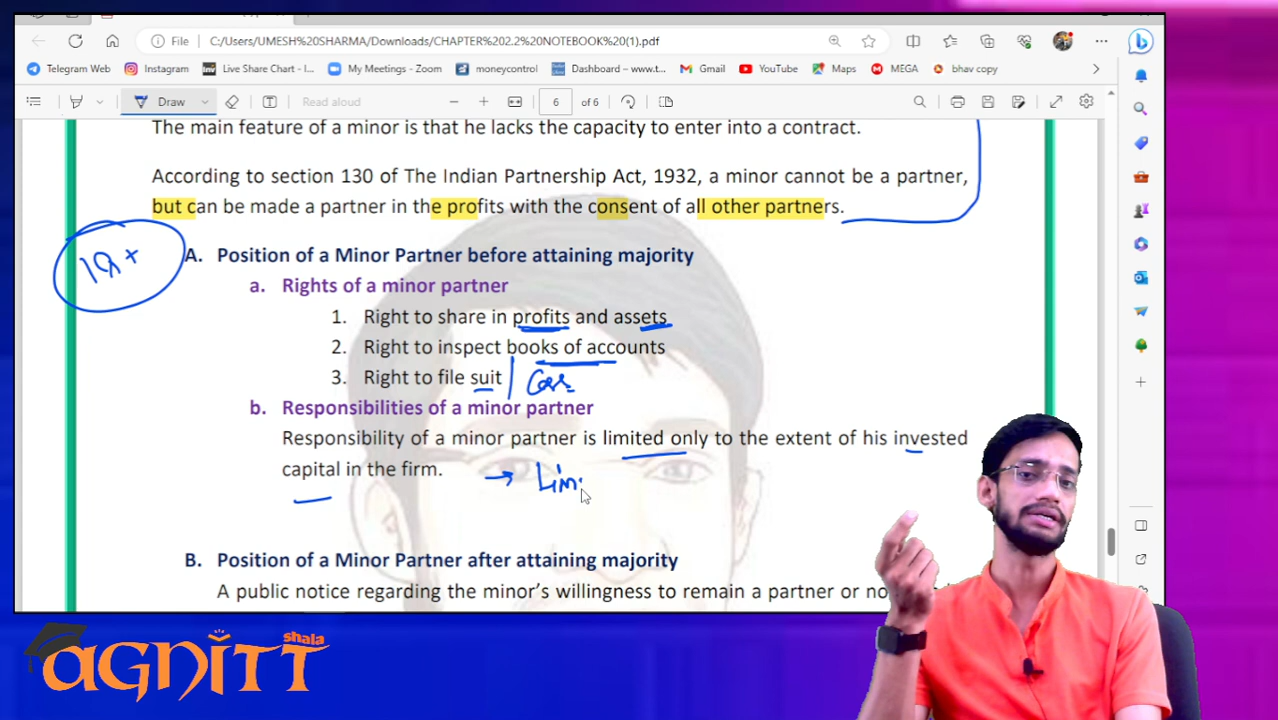 File
C:/Users/UMESH%20SHARMA/Downloads/CHAPTER%202.2%20NOTEBOOK%20(1).pdf
Telegram Web Instagram Live Share Chart - I... My Meetings - Zoom moneycontrol Dashboard – www.t... Gmail YouTube Maps MEGA bhav copy
Draw Read aloud 6 of 6
The main feature of a minor is that he lacks the capacity to enter into a contract.
According to section 130 of The Indian Partnership Act, 1932, a minor cannot be a partner,
but can be made a partner in the profits with the consent of all other partners.
A. Position of a Minor Partner before attaining majority
a. Rights of a minor partner
1. Right to share in profits and assets
2. Right to inspect books of accounts
3. Right to file suit
b. Responsibilities of a minor partner
Responsibility of a minor partner is limited only to the extent of his invested
capital in the firm.
Lim
B. Position of a Minor Partner after attaining majority
A public notice regarding the minor's willingness to remain a partner or no
agnitt shala